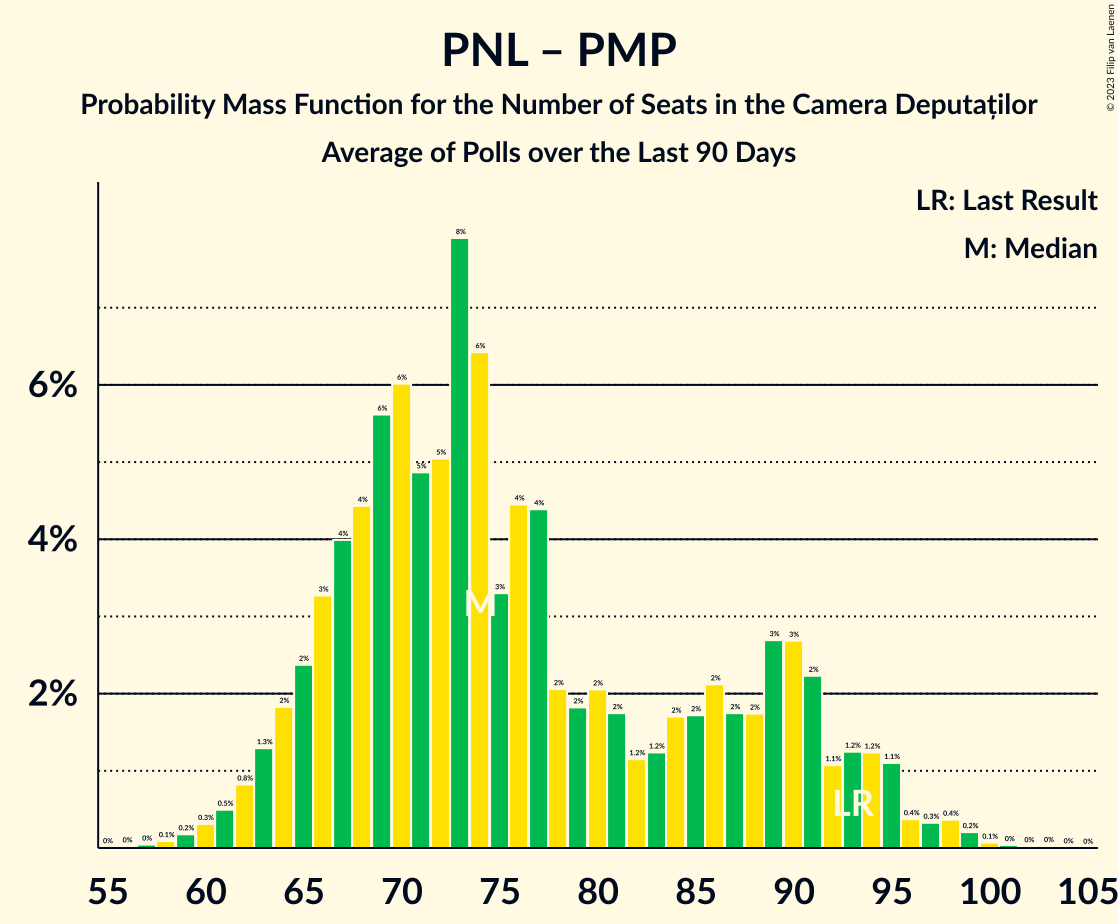 PNL – PMP
Probability Mass Function for the Number of Seats in the Camera Deputaților
Average of Polls over the Last 90 Days
© 2023 Filip van Laenen
LR: Last Result
M: Median
6%
4%
2%
0% 0% 0% 0.1% 0.2% 0.3% 0.5% 0.8% 1.3% 2% 2% 3% 4% 4% 6% 6% 5% 5% 8% 6% 3% 4% 4% 2% 2% 2% 2% 1.2% 1.2% 2% 2% 2% 2% 2% 3% 3% 2% 1.1% 1.2% 1.2% 1.1% 0.4% 0.3% 0.4% 0.2% 0.1% 0% 0% 0% 0% 0%
M
LR
55 60 65 70 75 80 85 90 95 100 105